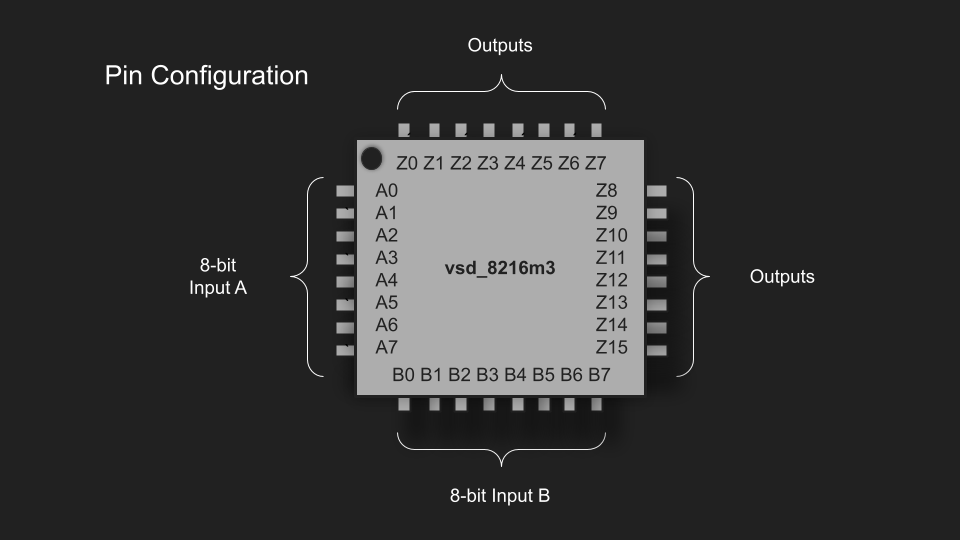 Outputs
Pin Configuration
Z0 Z1 Z2 Z3 Z4 Z5 Z6 Z7
A0
A1
A2
A3
A4
A5
A6
A7
8-bit
Input A
vsd_8216m3
Z8
Z9
Z10
Z11
Z12
Z13
Z14
Z15
Outputs
B0 B1 B2 B3 B4 B5 B6 B7
8-bit Input B